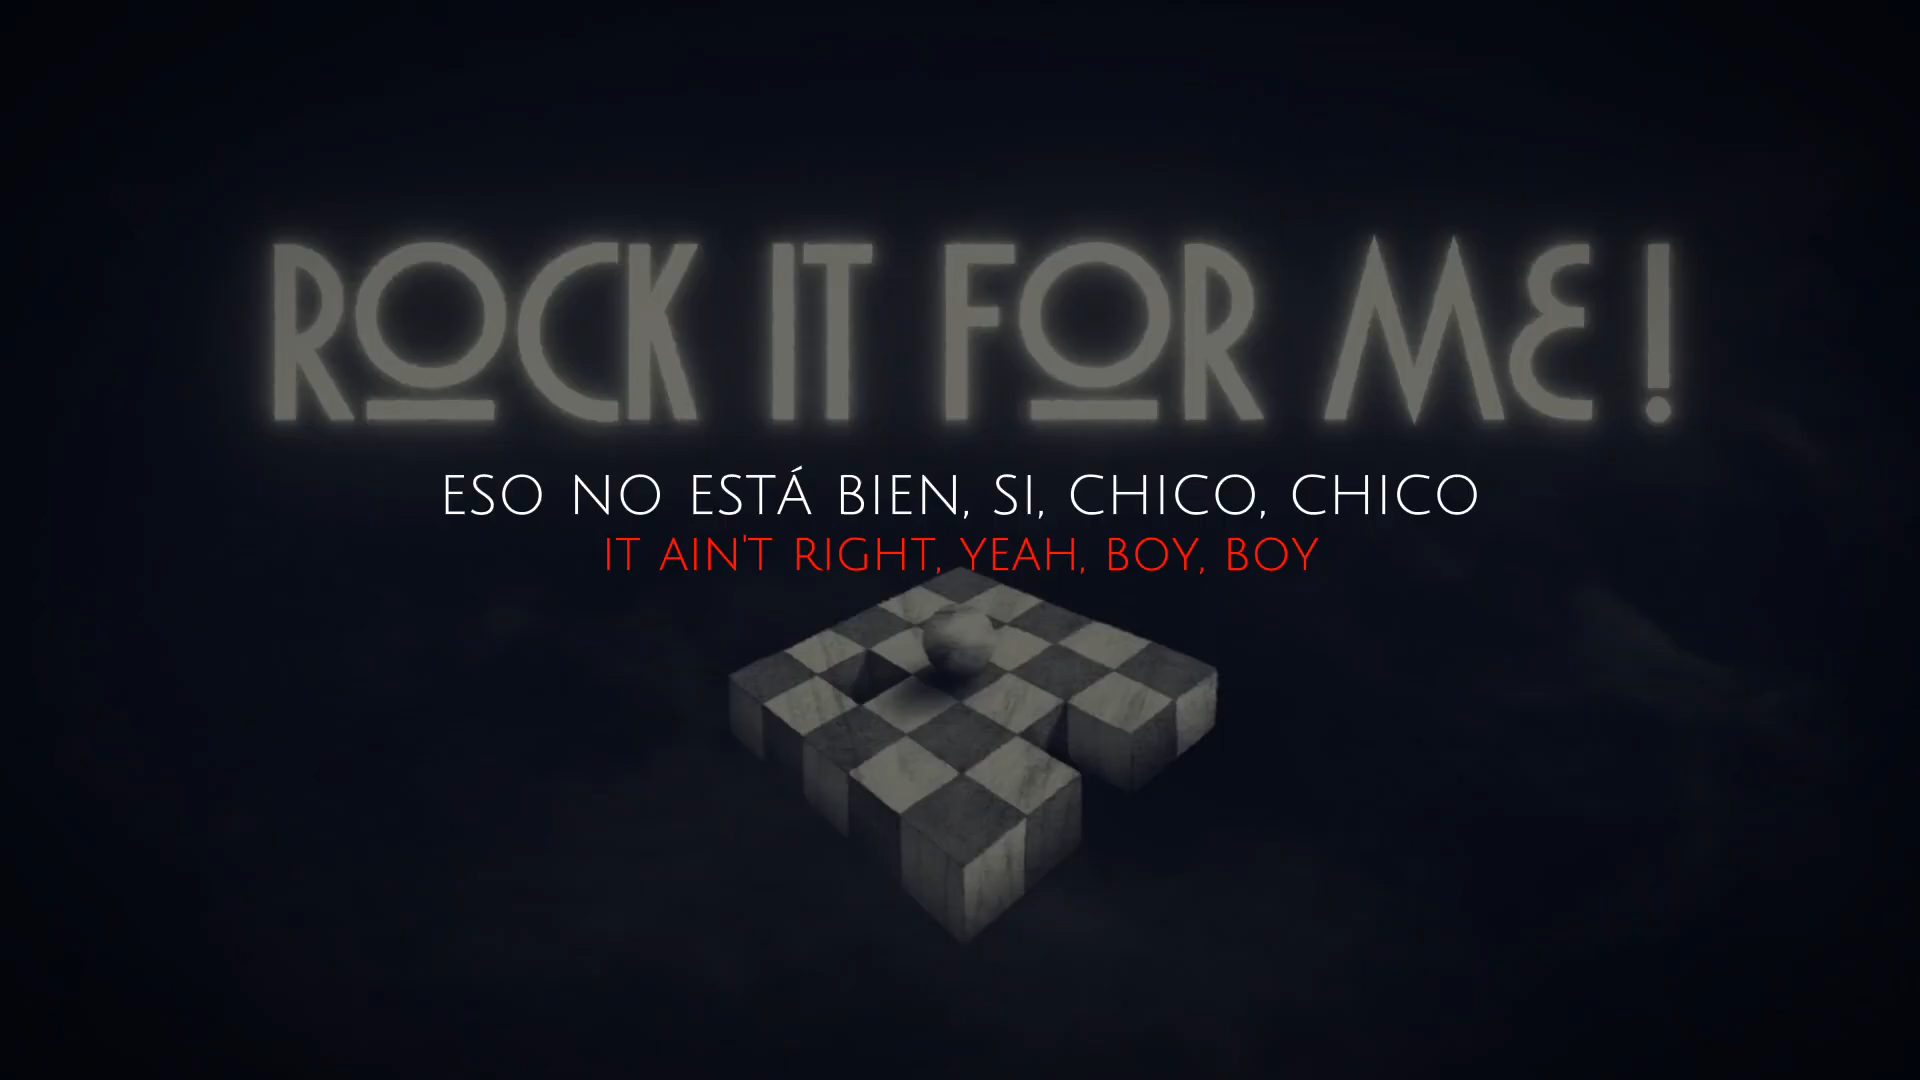 ROCK IT FOR ME!
ESO NO ESTÁ BIEN, SI, CHICO, CHICO
IT AIN'T RIGHT, YEAH, BOY, BOY